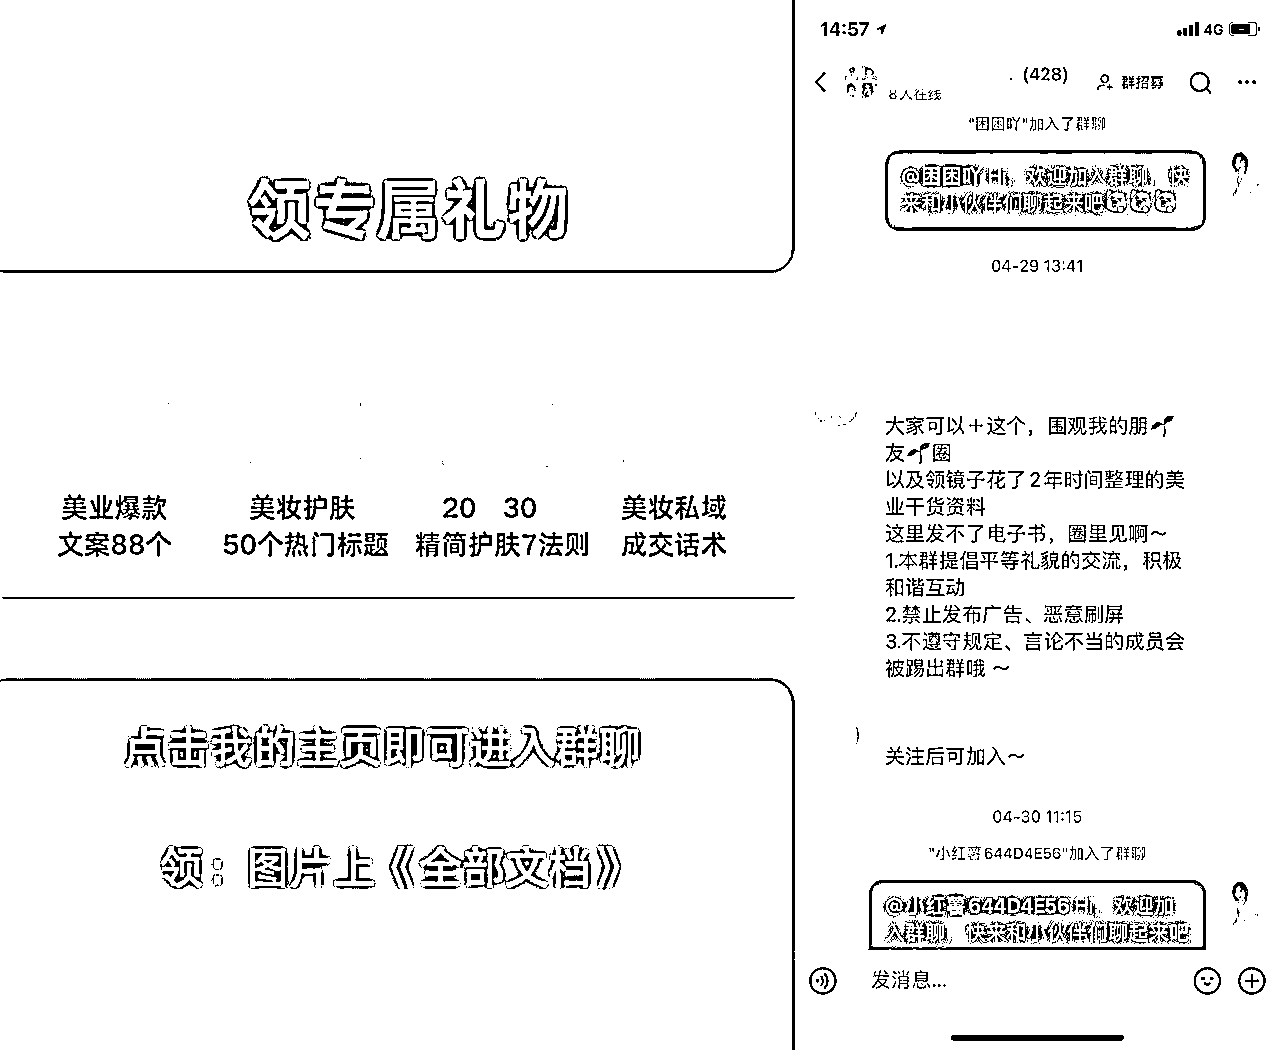 领专属礼物
美业爆款
文案88个
美妆护肤
50个热门标题
20 30
精简护肤7法则
美妆私域
成交话术
点击我的主页即可进入群聊
领：图片上《全部文档》
14:57
4G
(428)
8人在线
群招募
"困困吖"加入了群聊
@困困吖 Hi，欢迎加入群聊，快
来和小伙伴们聊起来吧
04-29 13:41
大家可以＋这个，围观我的朋🌱
友🌱圈
以及领镜子花了2年时间整理的美
业干货资料
这里发不了电子书，圈里见啊～
1.本群提倡平等礼貌的交流，积极
和谐互动
2.禁止发布广告、恶意刷屏
3.不遵守规定、言论不当的成员会
被踢出群哦 ～
关注后可加入～
04-30 11:15
"小红薯644D4E56"加入了群聊
@小红薯644D4E56 Hi，欢迎加
入群聊，快来和小伙伴们聊起来吧
发消息...